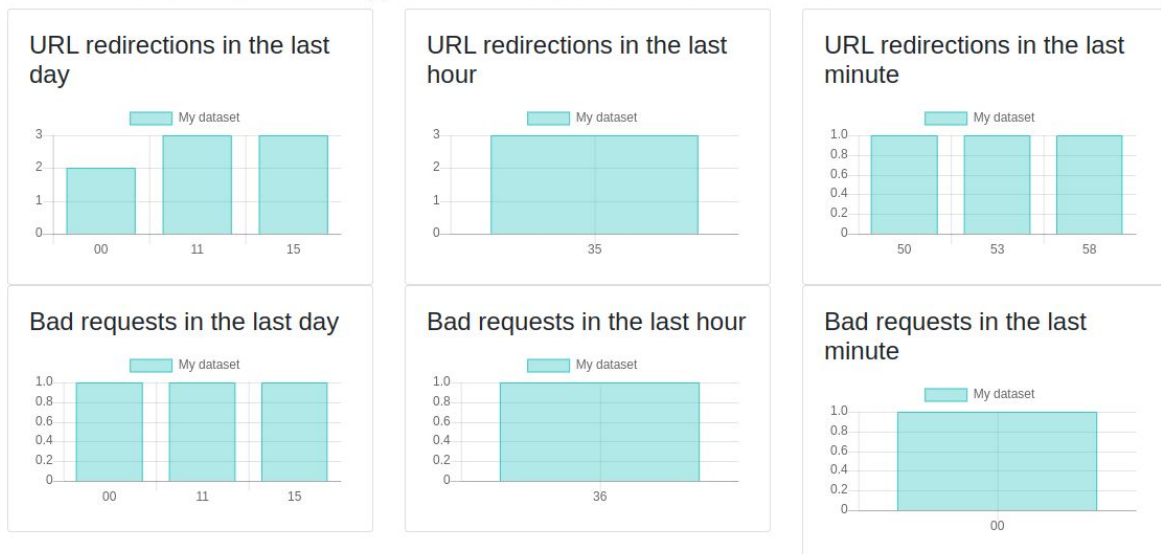 URL redirections in the last
day
My dataset
3
2
1
0
00 11 15
URL redirections in the last
hour
My dataset
3
2
1
0
35
URL redirections in the last
minute
My dataset
1.0
0.8
0.6
0.4
0.2
0
50 53 58
Bad requests in the last day
My dataset
1.0
0.8
0.6
0.4
0.2
0
00 11 15
Bad requests in the last hour
My dataset
1.0
0.8
0.6
0.4
0.2
0
36
Bad requests in the last
minute
My dataset
1.0
0.8
0.6
0.4
0.2
0
00